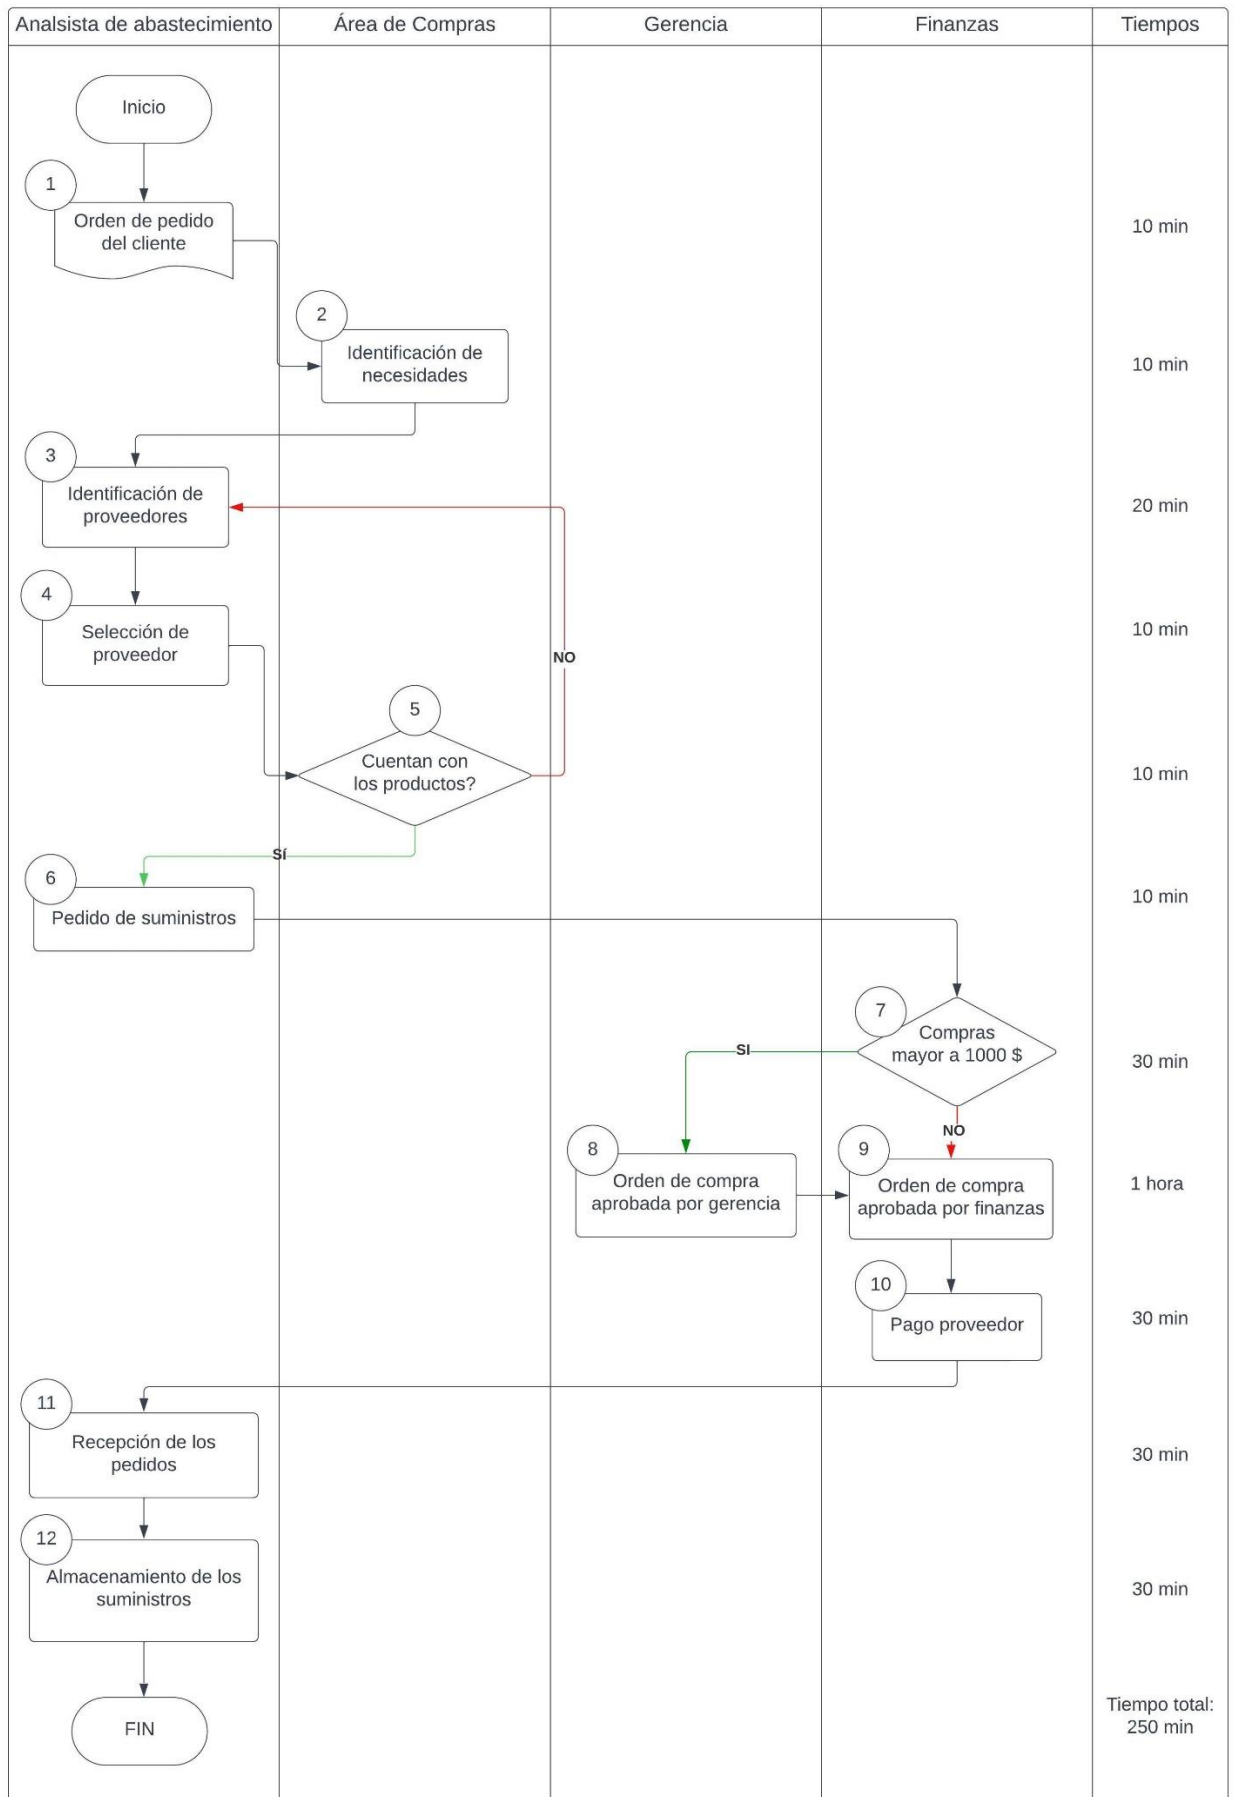 Analsista de abastecimiento
Área de Compras
Gerencia
Finanzas
Tiempos
Inicio
1
Orden de pedido
del cliente
10 min
2
Identificación de
necesidades
10 min
3
Identificación de
proveedores
20 min
4
Selección de
proveedor
10 min
NO
5
Cuentan con
los productos?
10 min
Sí
6
Pedido de suministros
10 min
7
Compras
mayor a 1000 $
SI
30 min
NO
8
Orden de compra
aprobada por gerencia
9
Orden de compra
aprobada por finanzas
1 hora
10
Pago proveedor
30 min
11
Recepción de los
pedidos
30 min
12
Almacenamiento de los
suministros
30 min
FIN
Tiempo total:
250 min